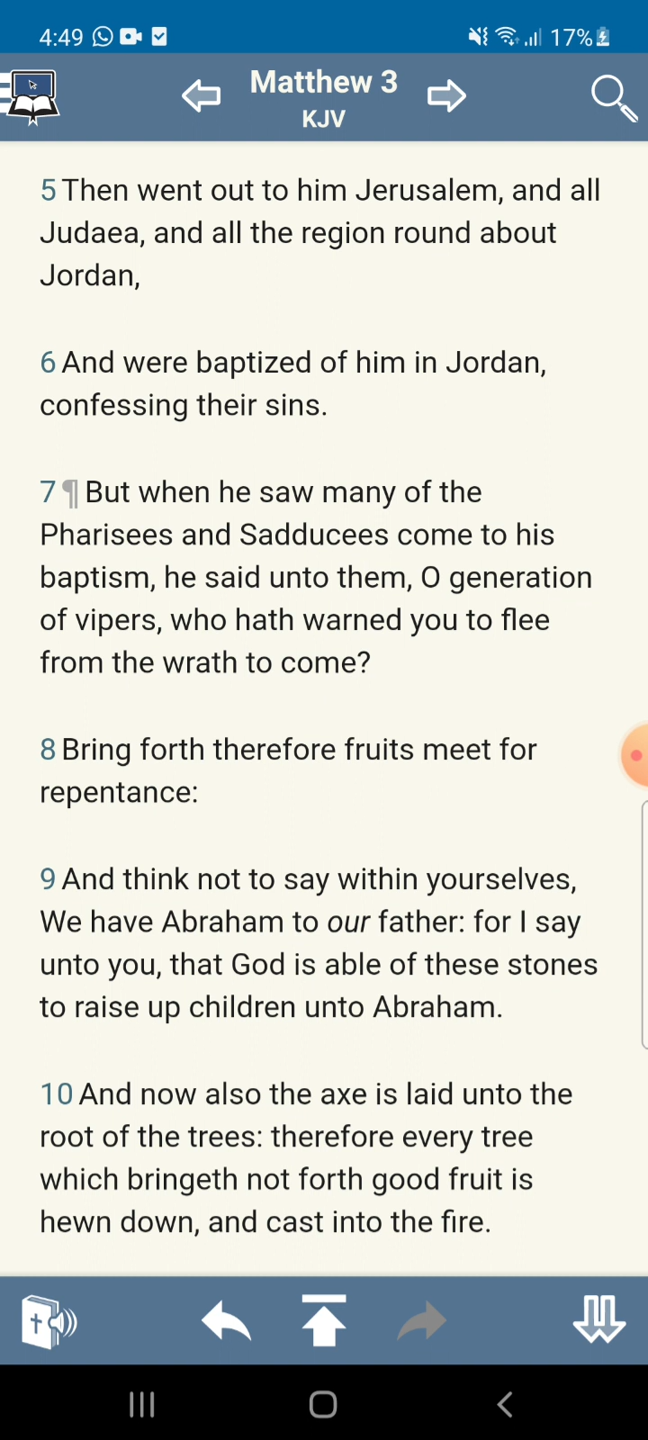 4:49 17%
Matthew 3
KJV
5 Then went out to him Jerusalem, and all
Judaea, and all the region round about
Jordan,
6 And were baptized of him in Jordan,
confessing their sins.
7 ¶ But when he saw many of the
Pharisees and Sadducees come to his
baptism, he said unto them, O generation
of vipers, who hath warned you to flee
from the wrath to come?
8 Bring forth therefore fruits meet for
repentance:
9 And think not to say within yourselves,
We have Abraham to our father: for I say
unto you, that God is able of these stones
to raise up children unto Abraham.
10 And now also the axe is laid unto the
root of the trees: therefore every tree
which bringeth not forth good fruit is
hewn down, and cast into the fire.